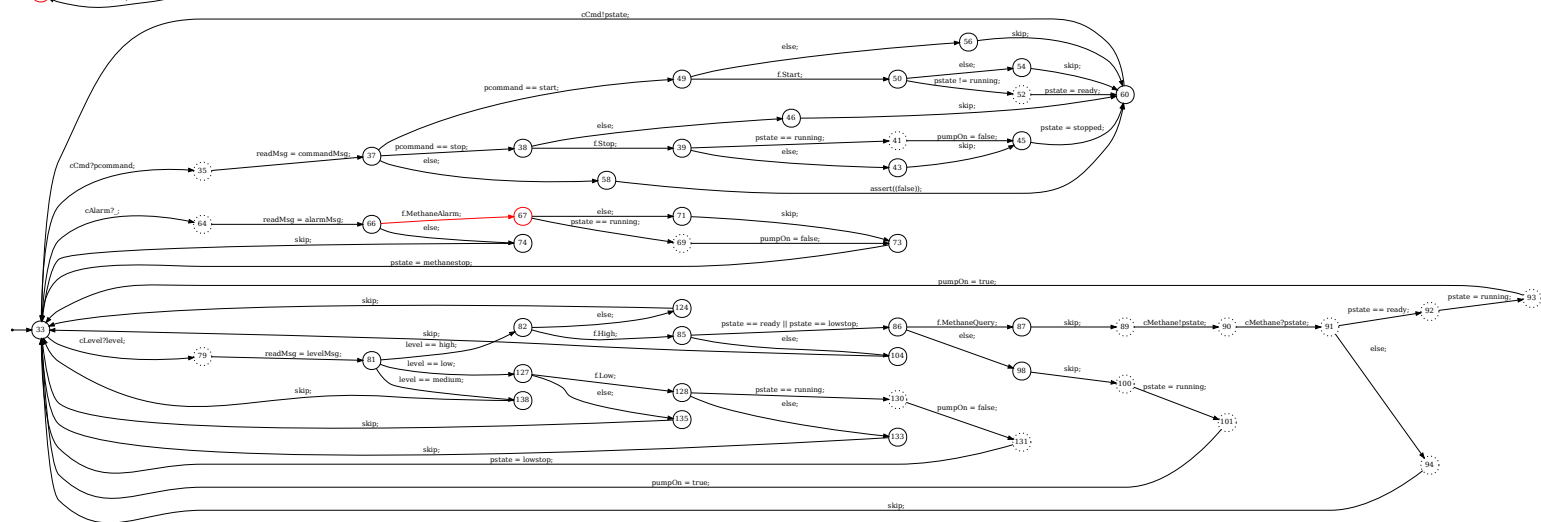 cCmd!pstate;
56
skip;
else;
49
f.Start;
50
else;
54
skip;
pstate != running;
52
pstate = ready;
60
pcommand == start;
46
skip;
else;
37
pcommand == stop;
38
f.Stop;
39
pstate == running;
41
pumpOn = false;
45
pstate = stopped;
else;
43
skip;
cCmd?pcommand;
35
readMsg = commandMsg;
else;
58
assert((false));
cAlarm?_;
64
readMsg = alarmMsg;
66
f.MethaneAlarm;
67
else;
71
skip;
pstate == running;
69
pumpOn = false;
73
else;
74
skip;
pstate = methanestop;
pumpOn = true;
93
skip;
124
33
cLevel?level;
79
readMsg = levelMsg;
81
level == high;
82
else;
f.High;
85
pstate == ready || pstate == lowstop;
86
f.MethaneQuery;
87
skip;
89
cMethane!pstate;
90
cMethane?pstate;
91
pstate == ready;
92
pstate = running;
else;
104
skip;
else;
98
skip;
100
pstate = running;
101
else;
94
level == low;
127
f.Low;
128
pstate == running;
130
pumpOn = false;
131
level == medium;
138
skip;
else;
135
skip;
else;
133
skip;
pstate = lowstop;
pumpOn = true;
skip;